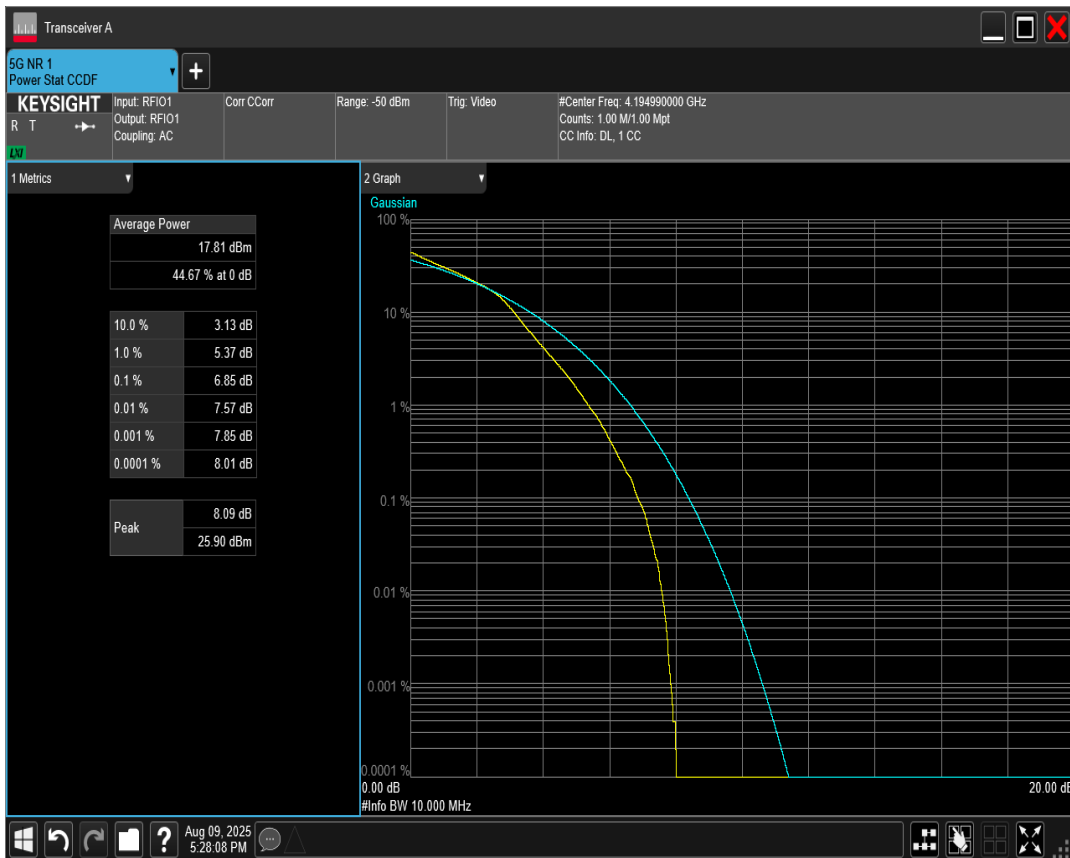 Transceiver A
5G NR 1
Power Stat CCDF
KEYSIGHT
R T
LXI
Input: RFIO1
Output: RFIO1
Coupling: AC
Corr CCorr
Range: -50 dBm
Trig: Video
#Center Freq: 4.194990000 GHz
Counts: 1.00 M/1.00 Mpt
CC Info: DL, 1 CC
1 Metrics
Average Power
17.81 dBm
44.67 % at 0 dB
10.0 % 3.13 dB
1.0 % 5.37 dB
0.1 % 6.85 dB
0.01 % 7.57 dB
0.001 % 7.85 dB
0.0001 % 8.01 dB
Peak
8.09 dB
25.90 dBm
2 Graph
Gaussian
100 %
10 %
1 %
0.1 %
0.01 %
0.001 %
0.0001 %
0.00 dB 20.00 dB
#Info BW 10.000 MHz
Aug 09, 2025
5:28:08 PM